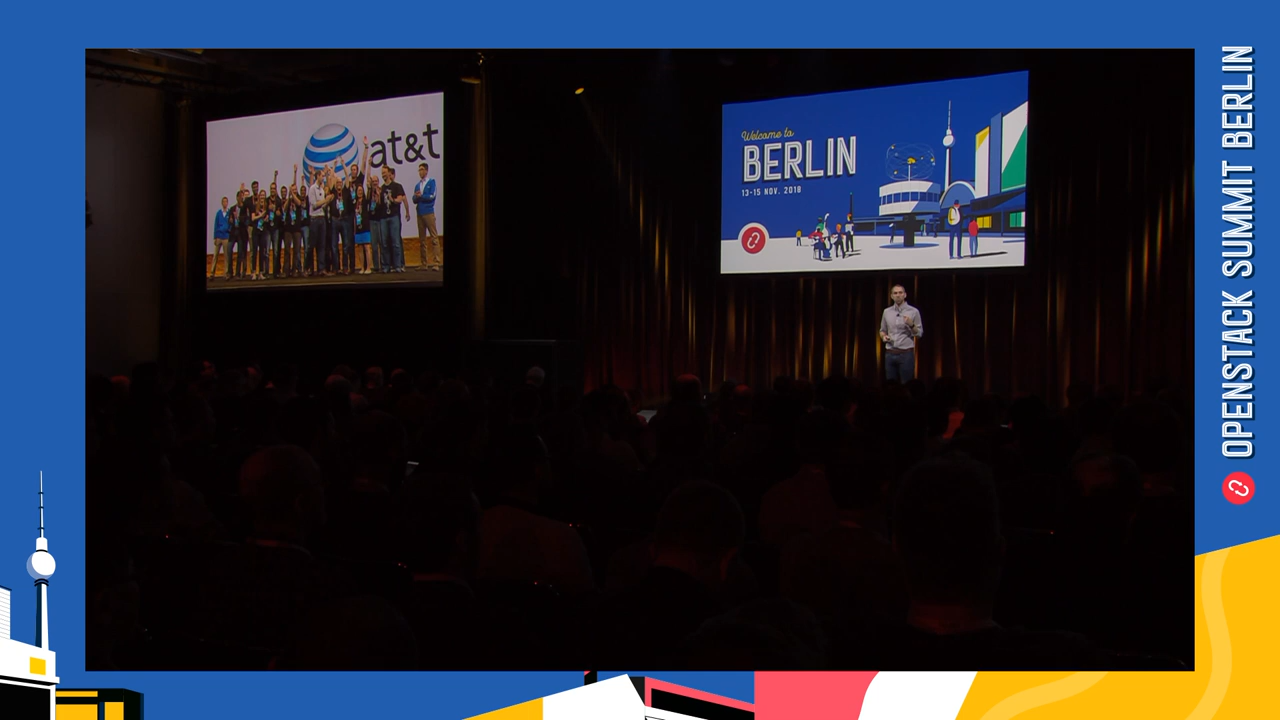 at&t
Welcome to
BERLIN
13-15 NOV. 2018
OPENSTACK SUMMIT BERLIN